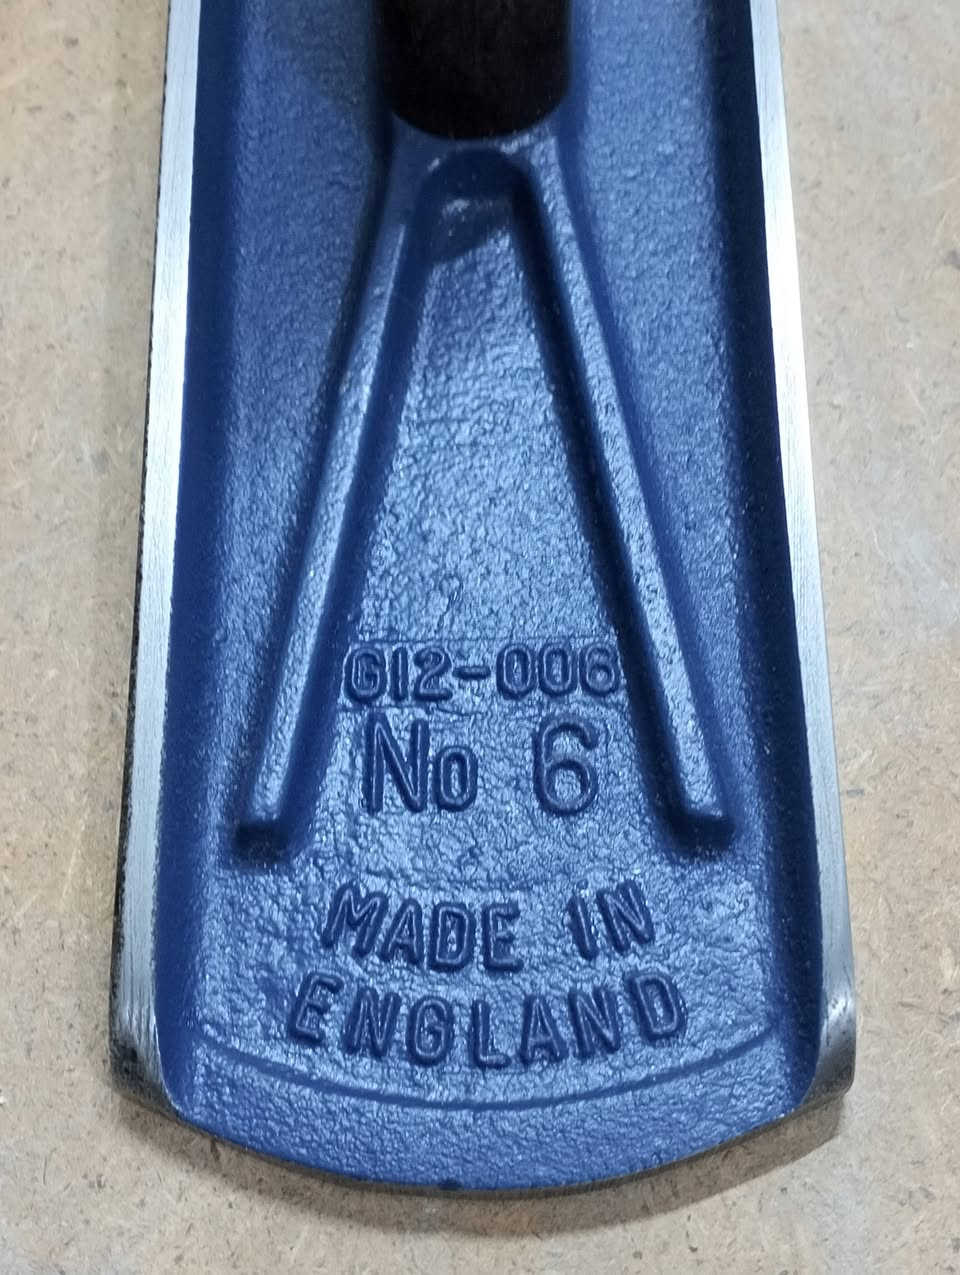 G12-006
No 6
MADE IN
ENGLAND